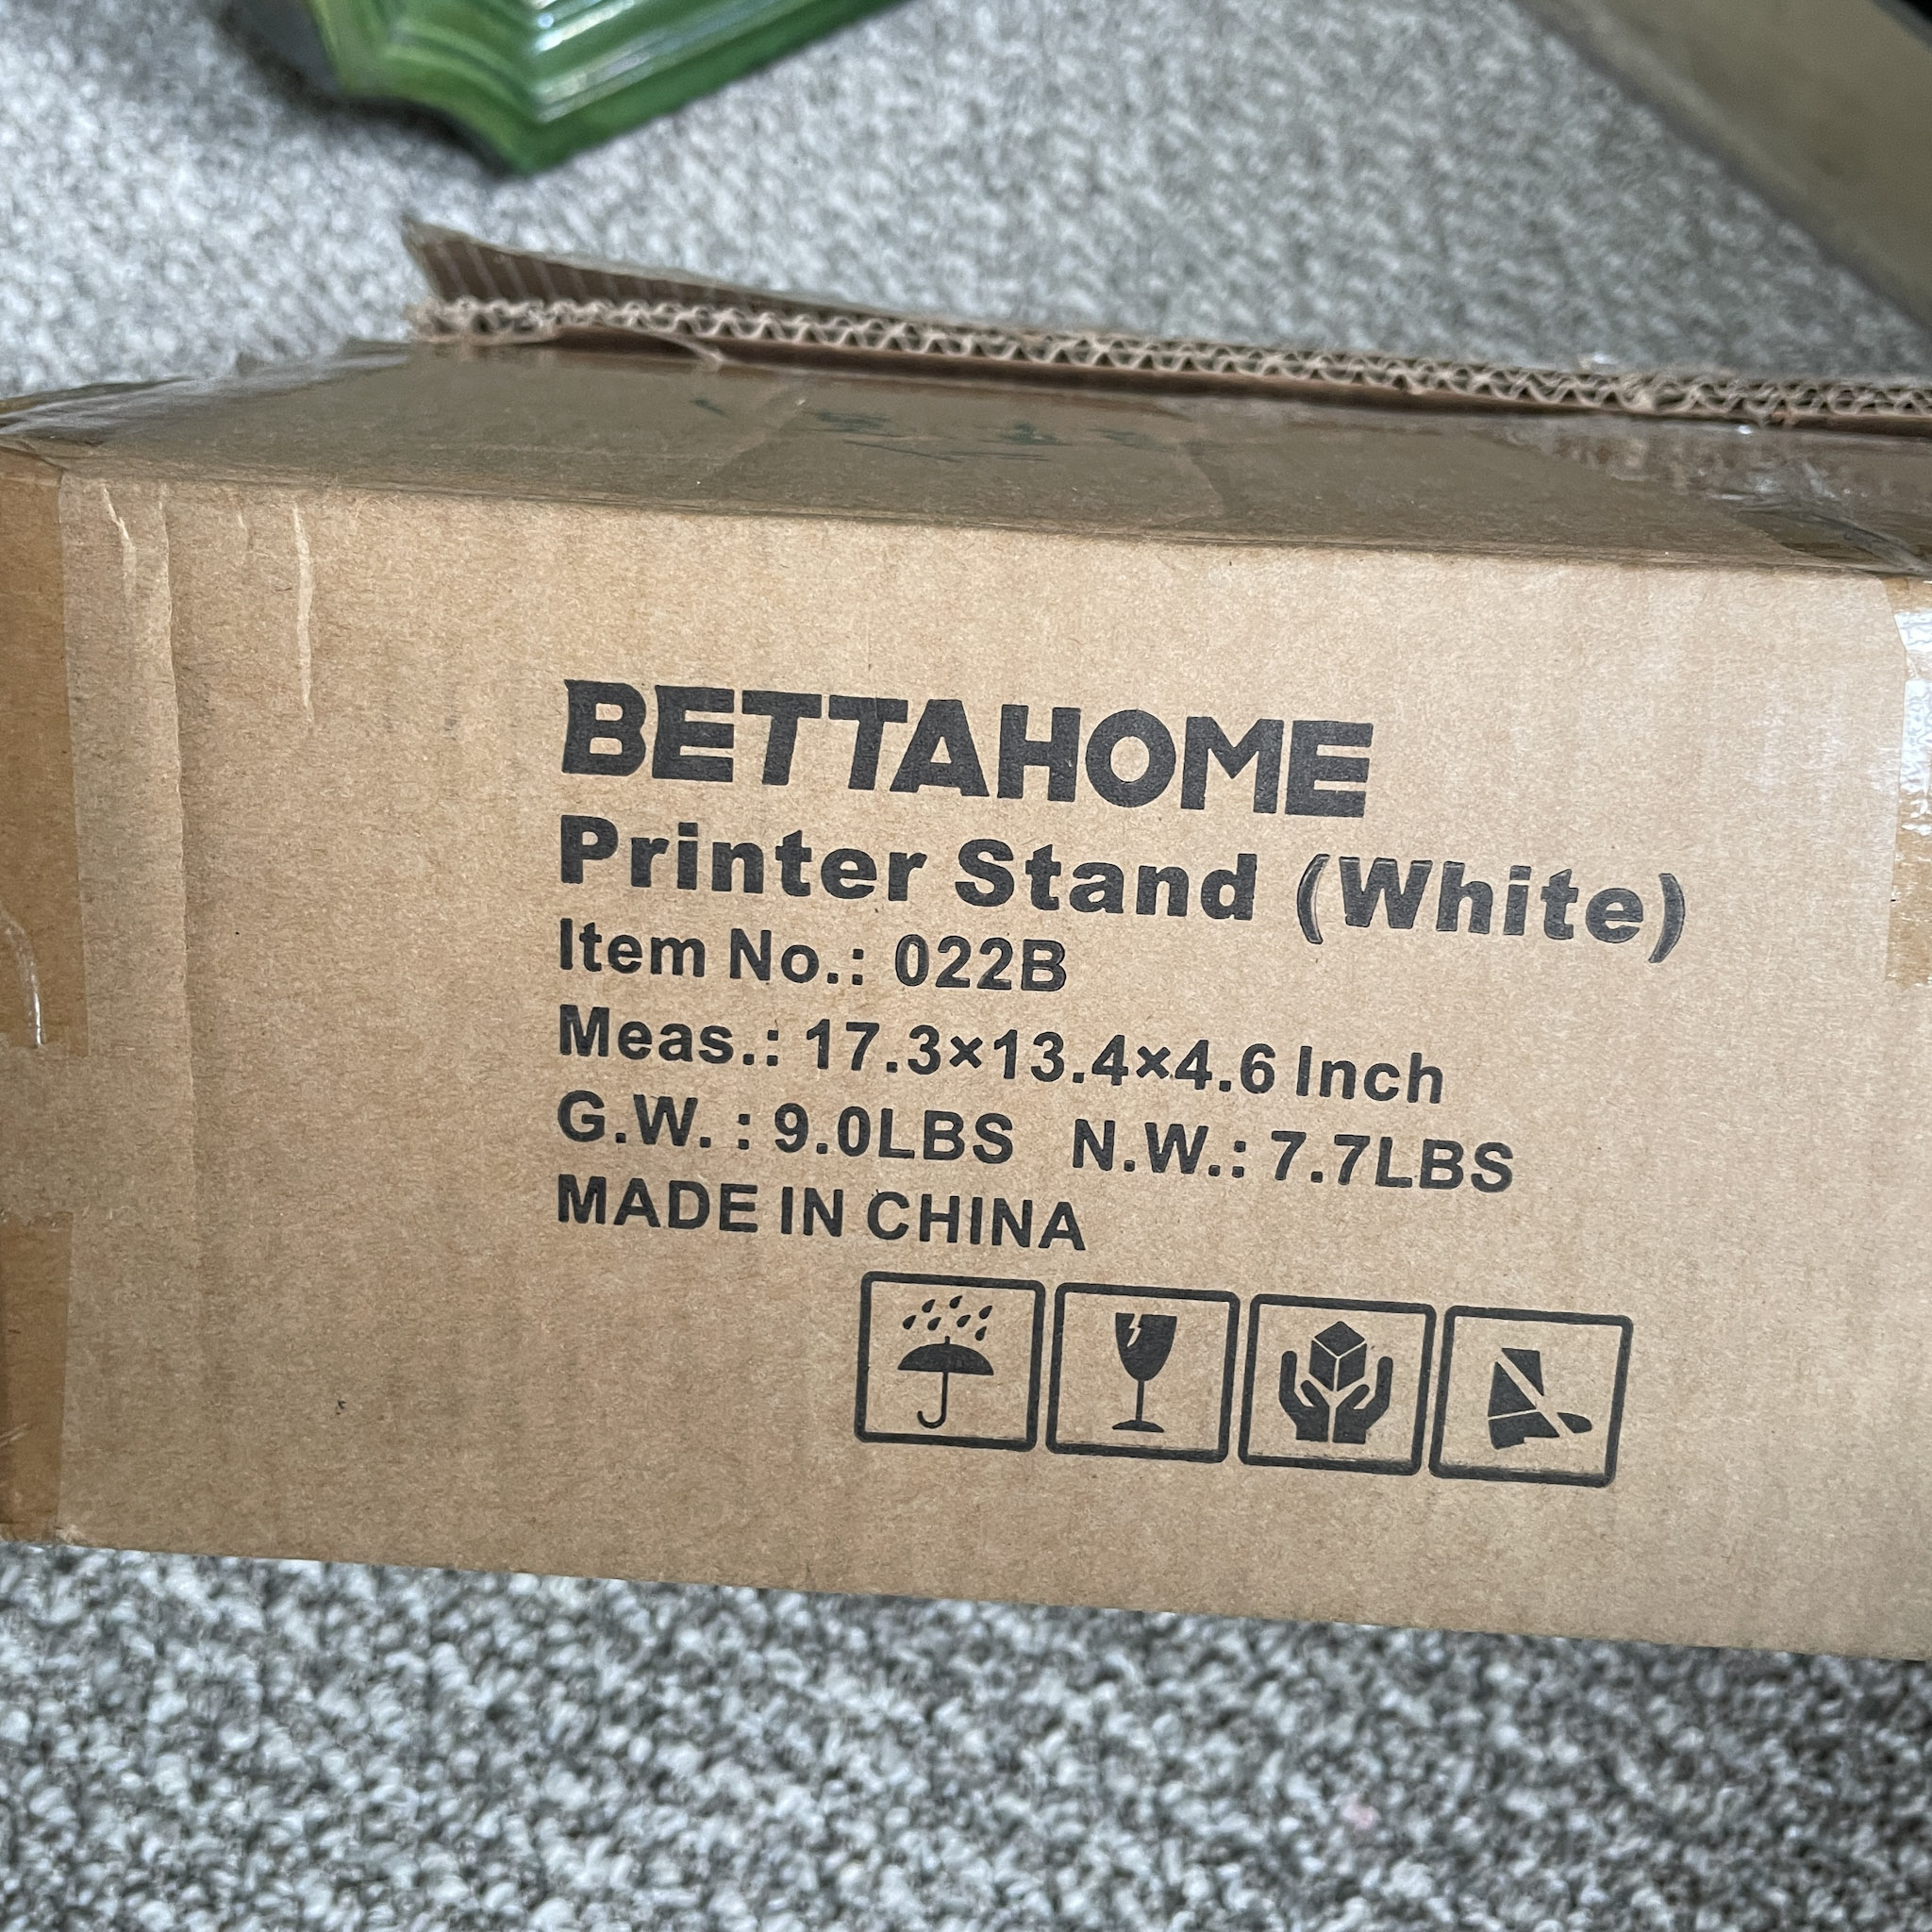 BETTAHOME
Printer Stand (White)
Item No.: 022B
Meas.: 17.3×13.4×4.6 Inch
G.W. : 9.0LBS N.W.: 7.7LBS
MADE IN CHINA